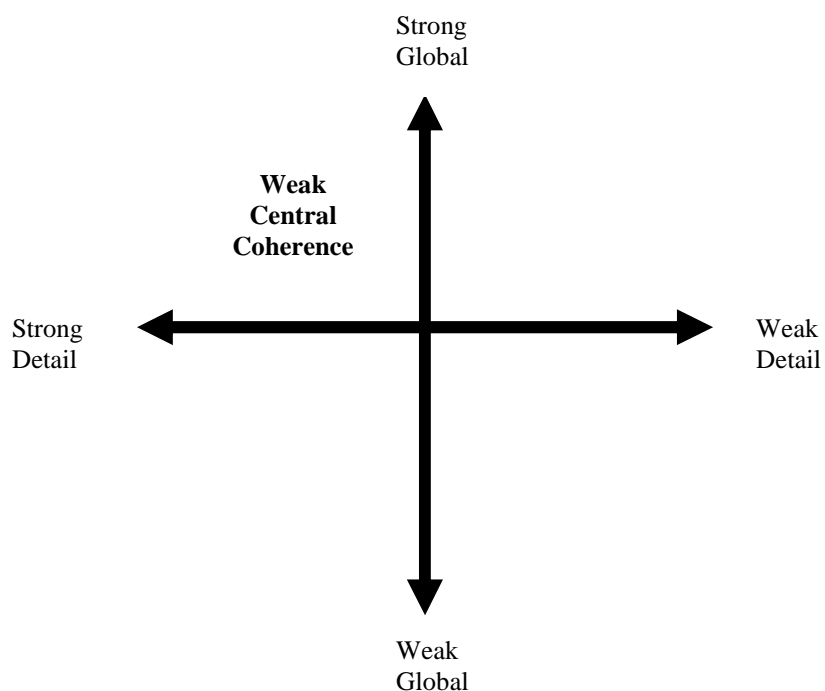 Strong
Global
Weak
Central
Coherence
Strong
Detail
Weak
Detail
Weak
Global